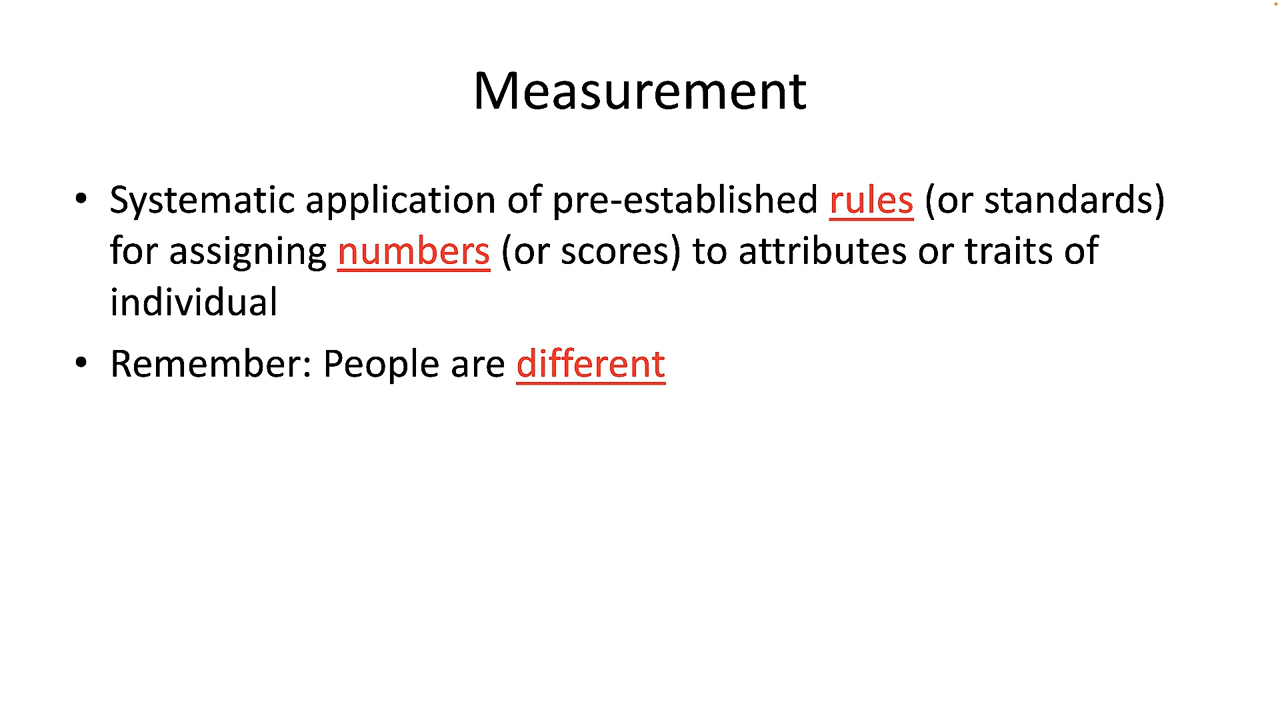 Measurement
• Systematic application of pre-established rules (or standards)
for assigning numbers (or scores) to attributes or traits of
individual
• Remember: People are different